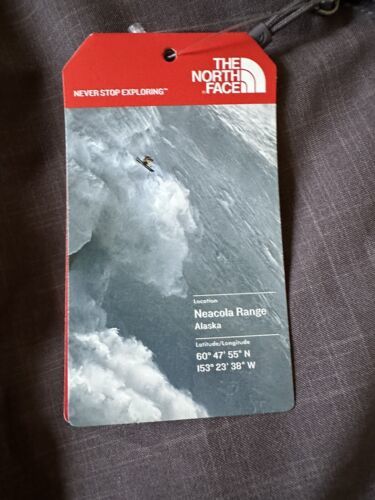 THE
NORTH
FACE
NEVER STOP EXPLORING™
Location
Neacola Range
Alaska
Latitude/Longitude
60° 47' 55" N
153° 23' 38" W